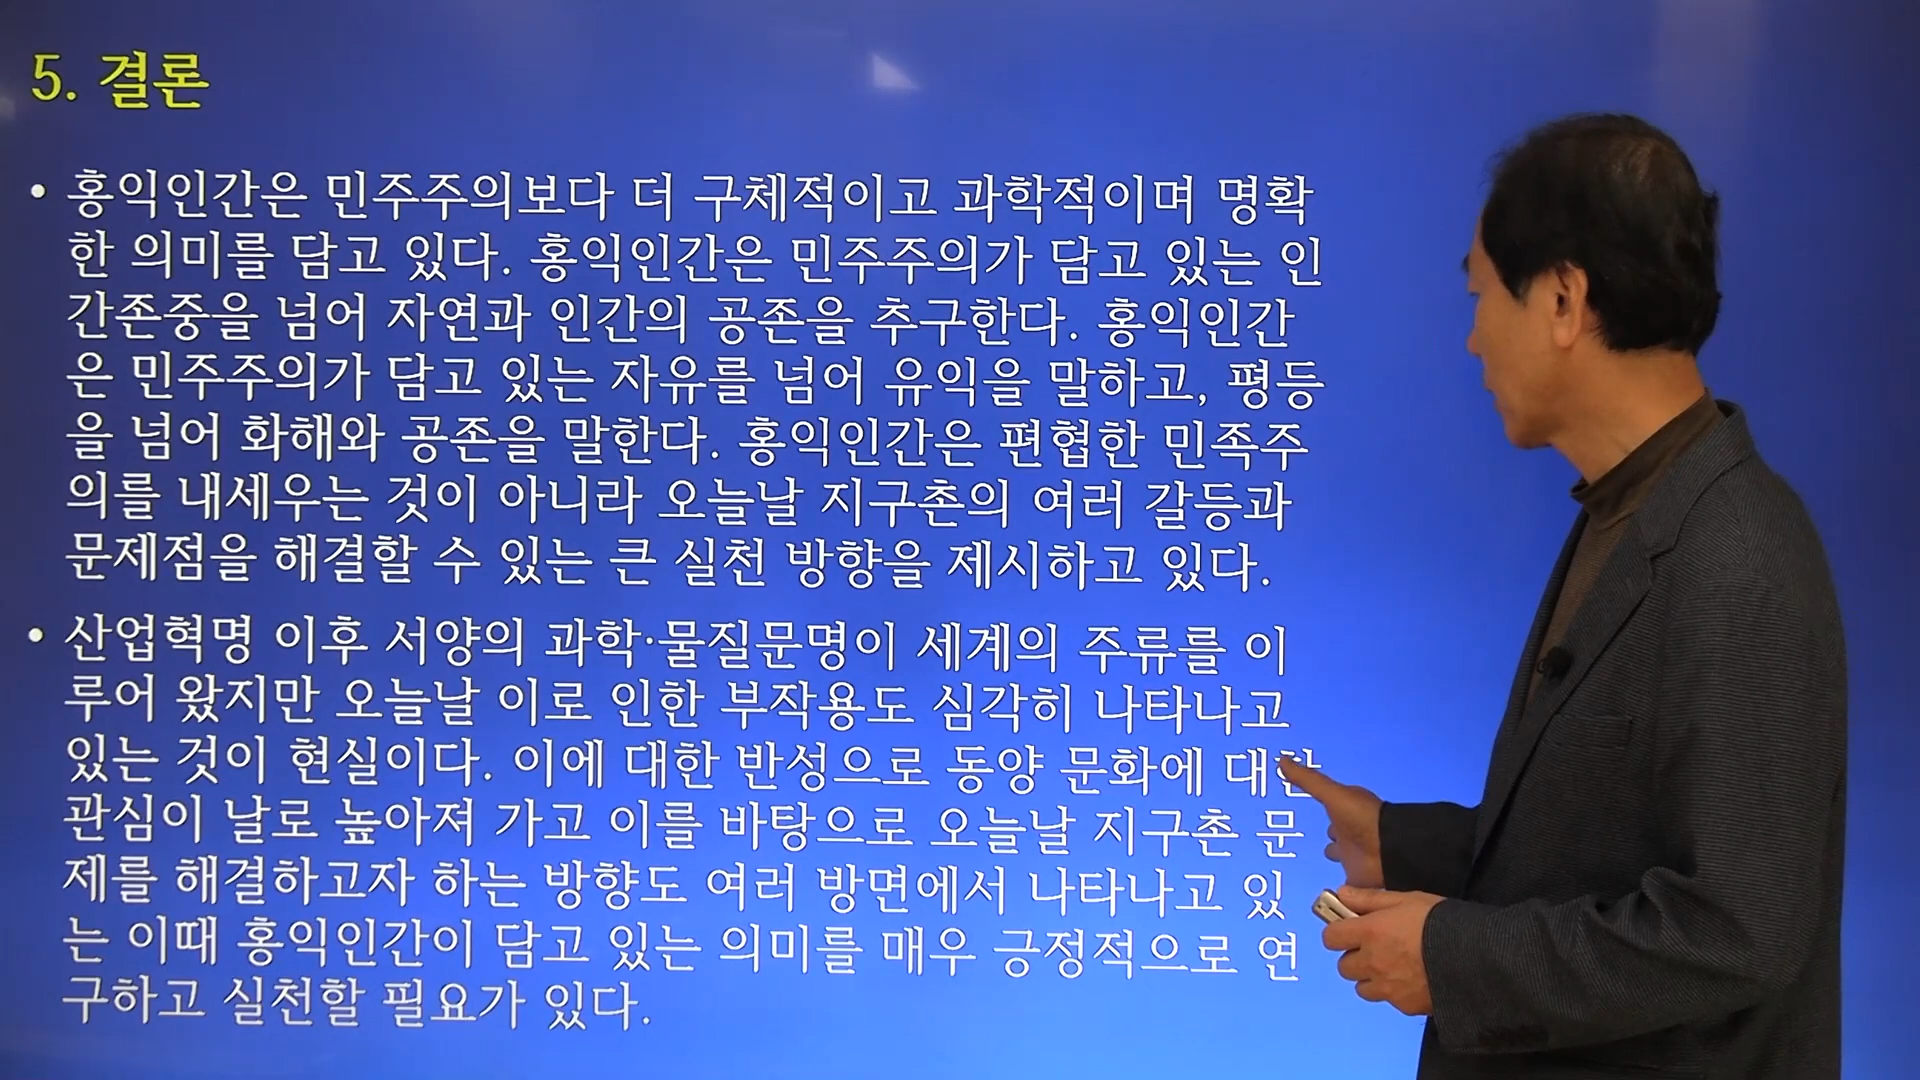 5. 결론
• 홍익인간은 민주주의보다 더 구체적이고 과학적이며 명확
한 의미를 담고 있다. 홍익인간은 민주주의가 담고 있는 인
간존중을 넘어 자연과 인간의 공존을 추구한다. 홍익인간
은 민주주의가 담고 있는 자유를 넘어 유익을 말하고, 평등
을 넘어 화해와 공존을 말한다. 홍익인간은 편협한 민족주
의를 내세우는 것이 아니라 오늘날 지구촌의 여러 갈등과
문제점을 해결할 수 있는 큰 실천 방향을 제시하고 있다.
• 산업혁명 이후 서양의 과학·물질문명이 세계의 주류를 이
루어 왔지만 오늘날 이로 인한 부작용도 심각히 나타나고
있는 것이 현실이다. 이에 대한 반성으로 동양 문화에 대한
관심이 날로 높아져 가고 이를 바탕으로 오늘날 지구촌 문
제를 해결하고자 하는 방향도 여러 방면에서 나타나고 있
는 이때 홍익인간이 담고 있는 의미를 매우 긍정적으로 연
구하고 실천할 필요가 있다.